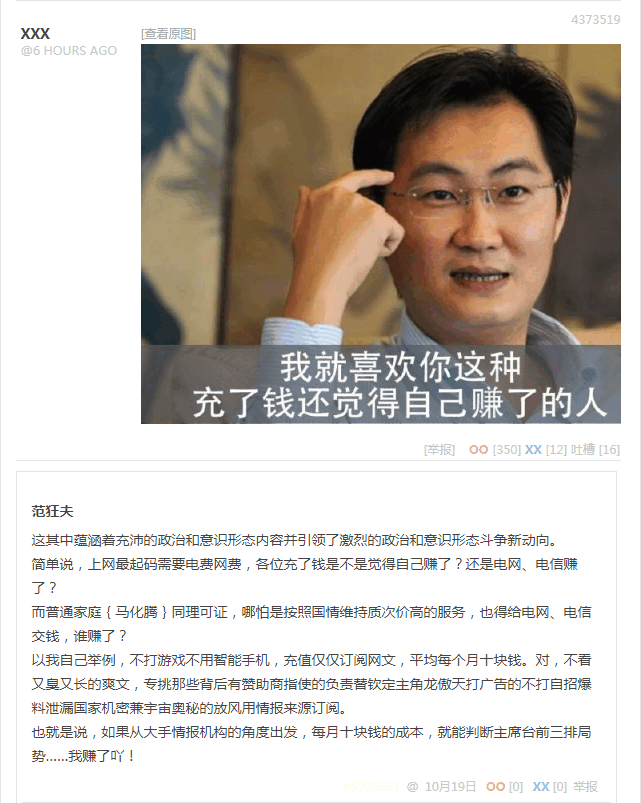 4373519
XXX
@6 HOURS AGO
[查看原图]
我就喜欢你这种
充了钱还觉得自己赚了的人
[举报] OO [350] XX [12] 吐槽 [16]
范狂夫
这其中蕴涵着充沛的政治和意识形态内容并引领了激烈的政治和意识形态斗争新动向。
简单说，上网最起码需要电费网费，各位充了钱是不是觉得自己赚了？还是电网、电信赚
了？
而普通家庭｛马化腾｝同理可证，哪怕是按照国情维持质次价高的服务，也得给电网、电信
交钱，谁赚了？
以我自己举例，不打游戏不用智能手机，充值仅仅订阅网文，平均每个月十块钱。对，不看
又臭又长的爽文，专挑那些背后有赞助商指使的负责替钦定主角龙傲天打广告的不打自招爆
料泄漏国家机密兼宇宙奥秘的放风用情报来源订阅。
也就是说，如果从大手情报机构的角度出发，每月十块钱的成本，就能判断主席台前三排局
势……我赚了吖！
@ 10月19日 OO [0] XX [0] 举报